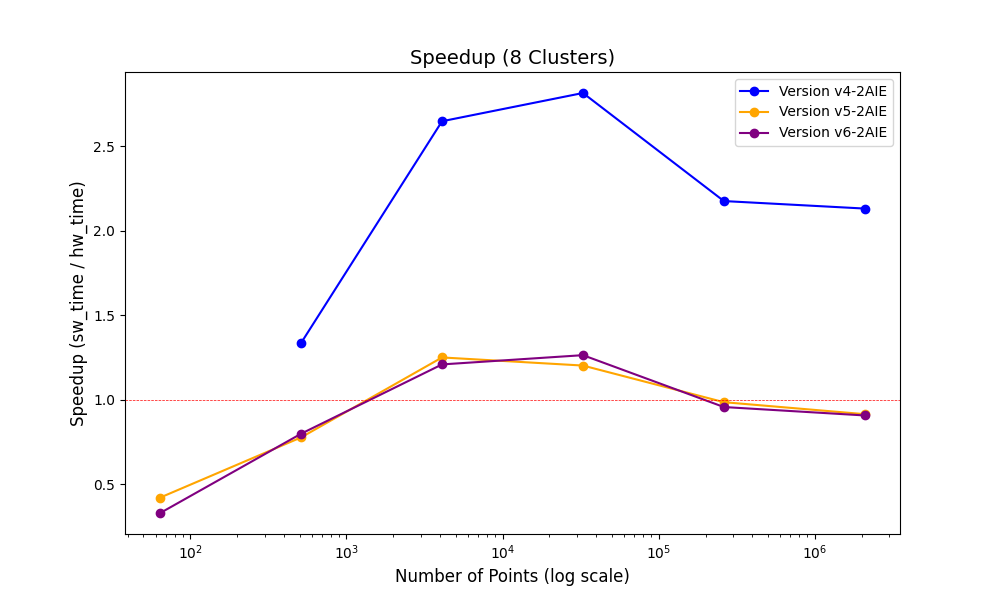 Speedup (8 Clusters)
Speedup (sw_time / hw_time)
2.5
2.0
1.5
1.0
0.5
Version v4-2AIE
Version v5-2AIE
Version v6-2AIE
10² 10³ 10⁴ 10⁵ 10⁶
Number of Points (log scale)